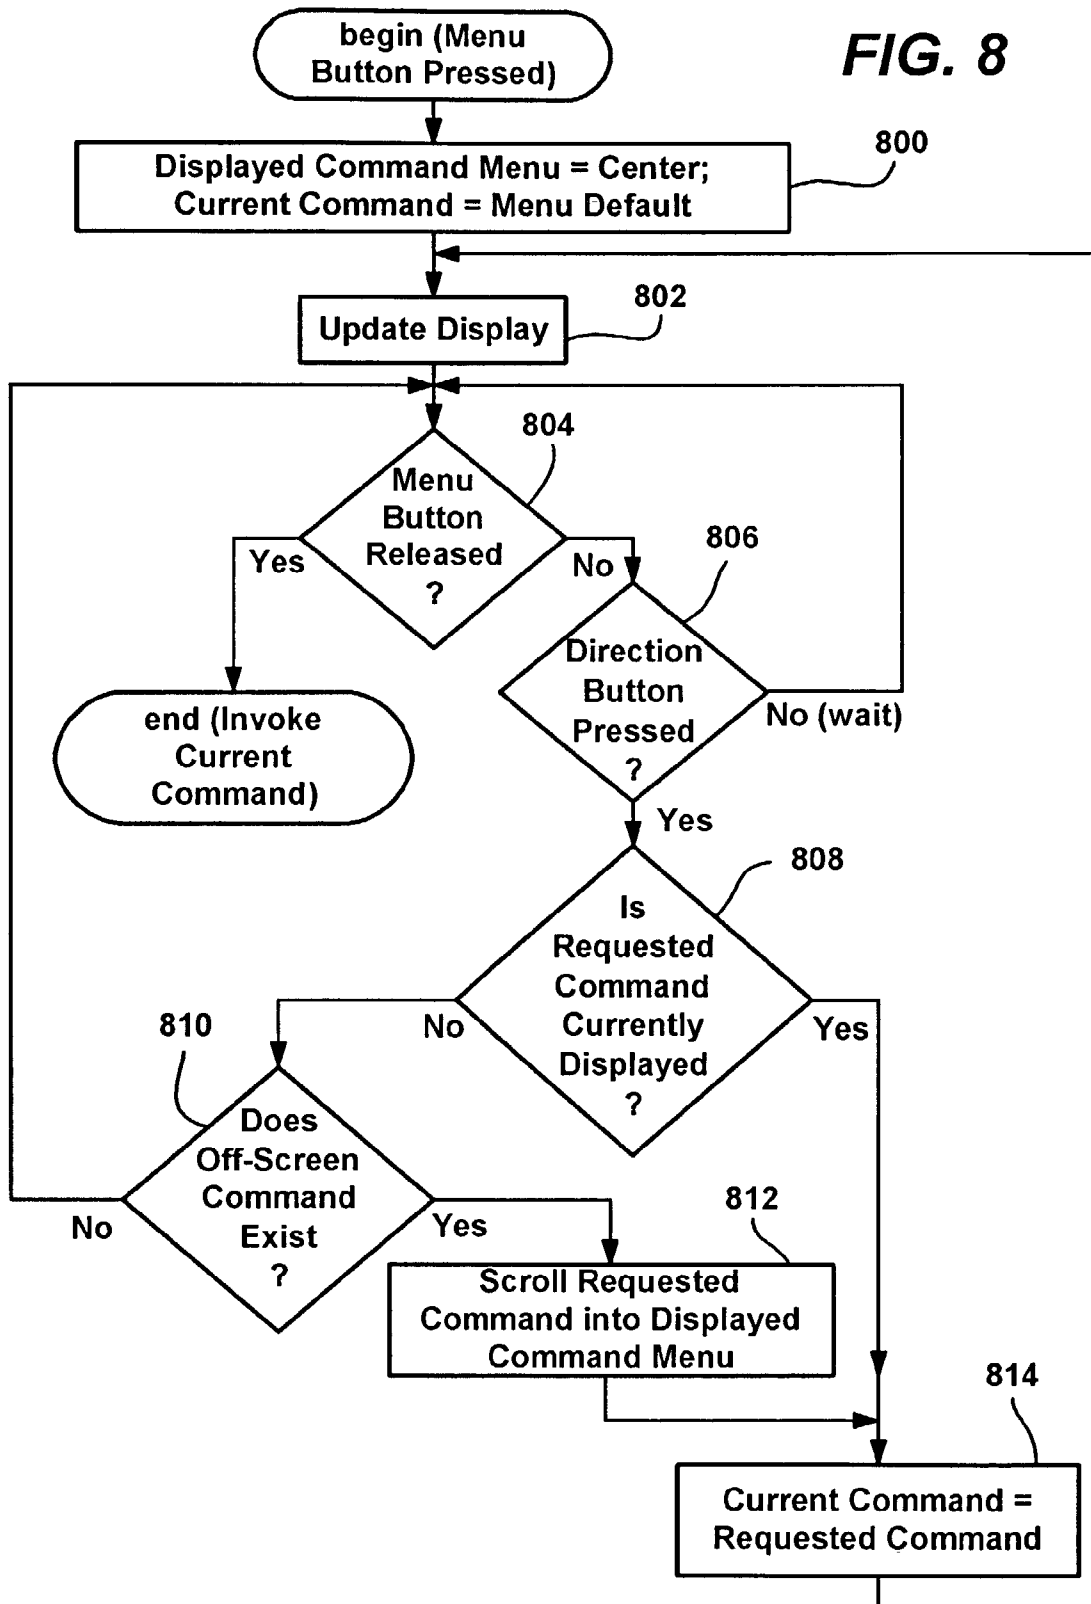 begin (Menu
Button Pressed)
FIG. 8
800
Displayed Command Menu = Center;
Current Command = Menu Default
802
Update Display
804
Menu
Button
Released
?
Yes
No
806
Direction
Button
Pressed
?
No (wait)
end (Invoke
Current
Command)
Yes
808
Is
Requested
Command
Currently
Displayed
?
No
Yes
810
Does
Off-Screen
Command
Exist
?
No
Yes
812
Scroll Requested
Command into Displayed
Command Menu
814
Current Command =
Requested Command